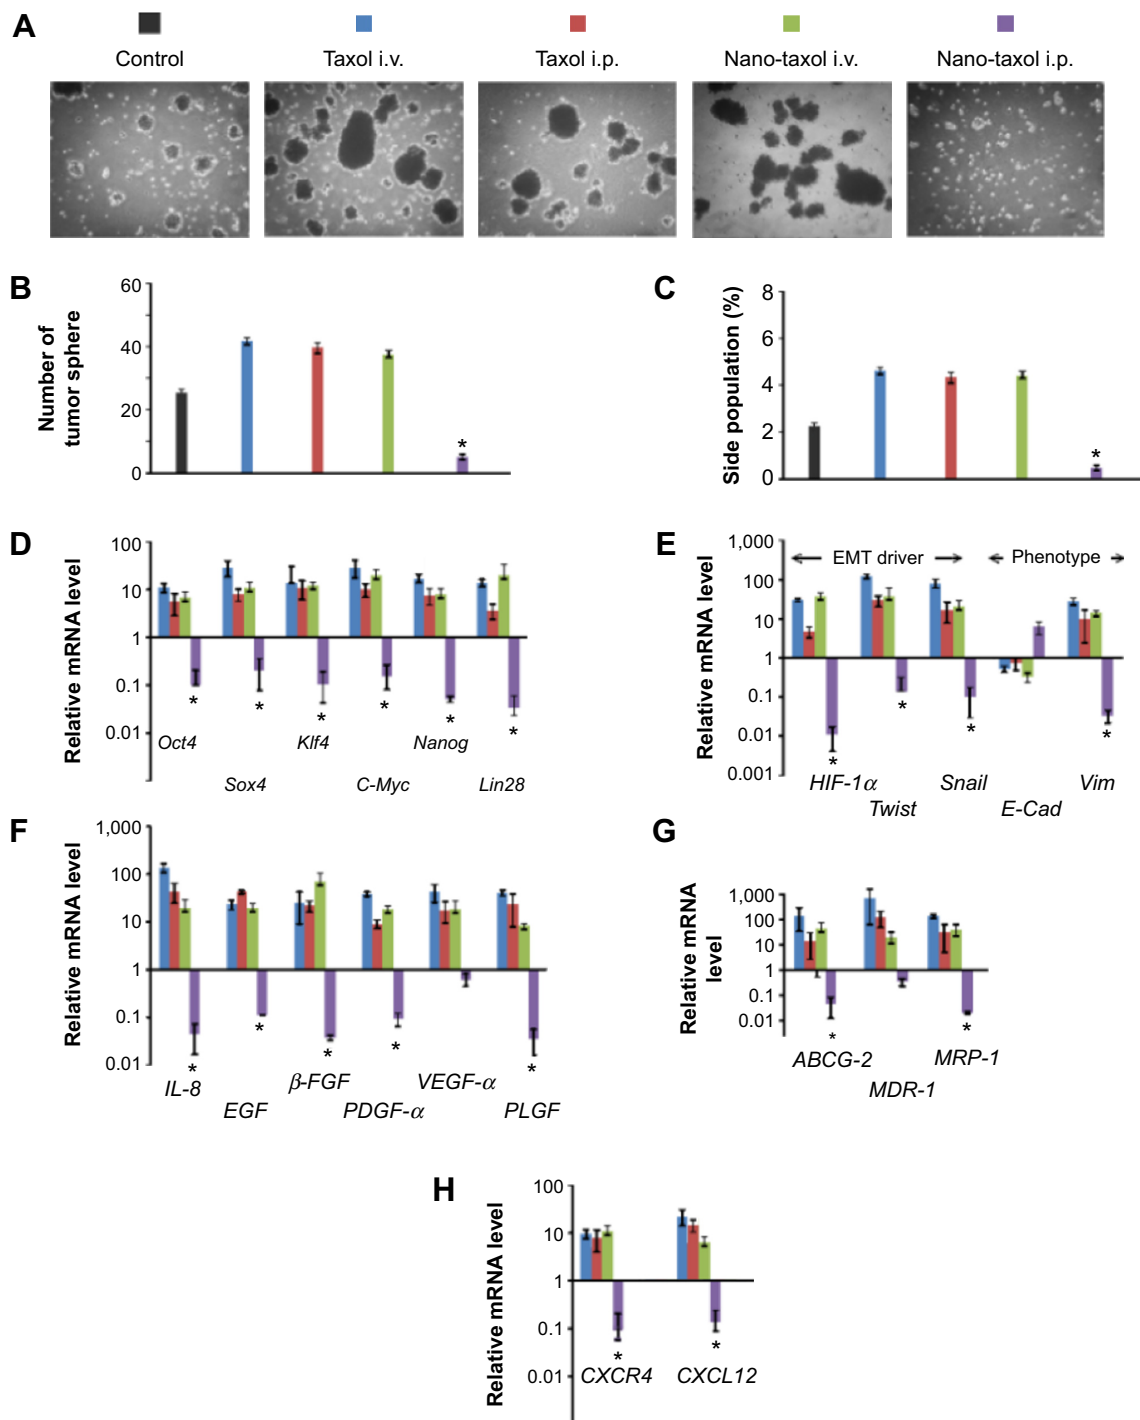 A
Control
Taxol i.v.
Taxol i.p.
Nano-taxol i.v.
Nano-taxol i.p.
B
Number of
tumor sphere
60
40
20
0
*
C
Side population (%)
8
6
4
2
0
*
D
Relative mRNA level
100
10
1
0.1
0.01
* * * * * *
Oct4 Klf4 Nanog
Sox4 C-Myc Lin28
E
Relative mRNA level
1,000
100
10
1
0.1
0.01
0.001
EMT driver Phenotype
* * * *
HIF-1α Snail Vim
Twist E-Cad
F
Relative mRNA level
1,000
100
10
1
0.1
0.01
* * * * *
IL-8 β-FGF VEGF-α
EGF PDGF-α PLGF
G
Relative mRNA
level
1,000
100
10
1
0.1
0.01
* *
ABCG-2 MRP-1
MDR-1
H
Relative mRNA level
100
10
1
0.1
0.01
* *
CXCR4 CXCL12